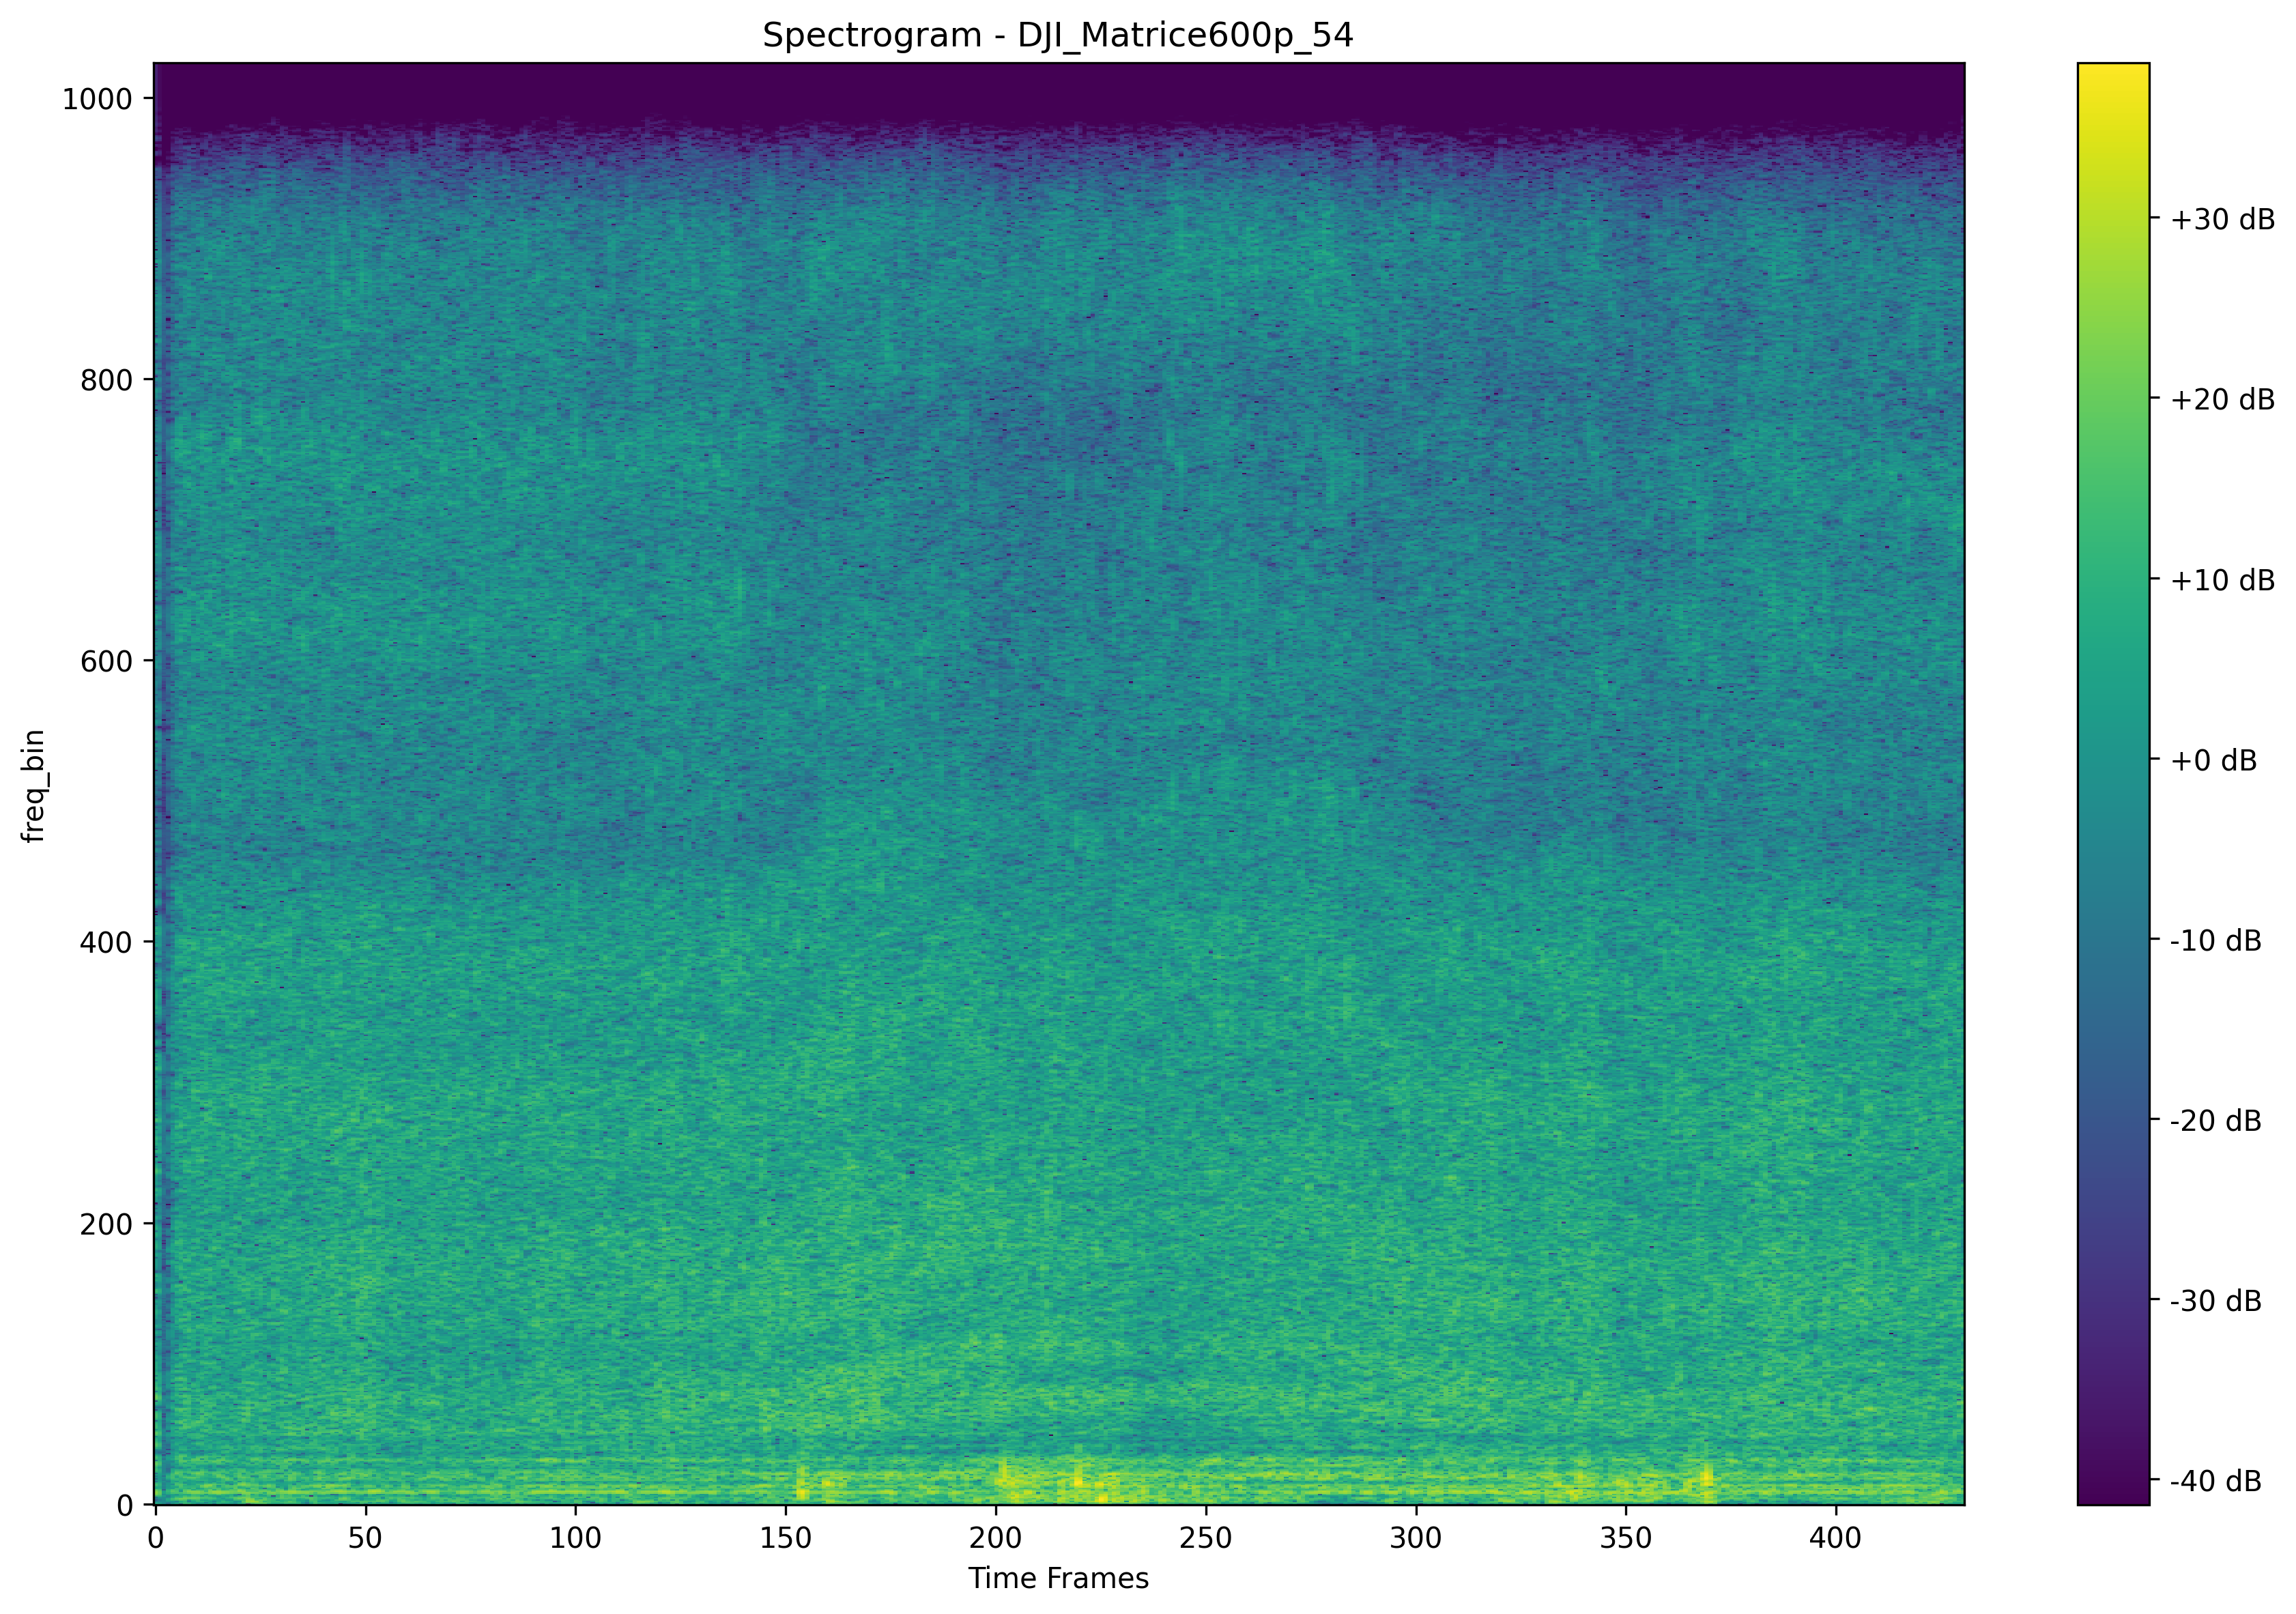 Spectrogram - DJI_Matrice600p_54
1000
800
600
400
200
0
freq_bin
0 50 100 150 200 250 300 350 400
Time Frames
+30 dB
+20 dB
+10 dB
+0 dB
-10 dB
-20 dB
-30 dB
-40 dB